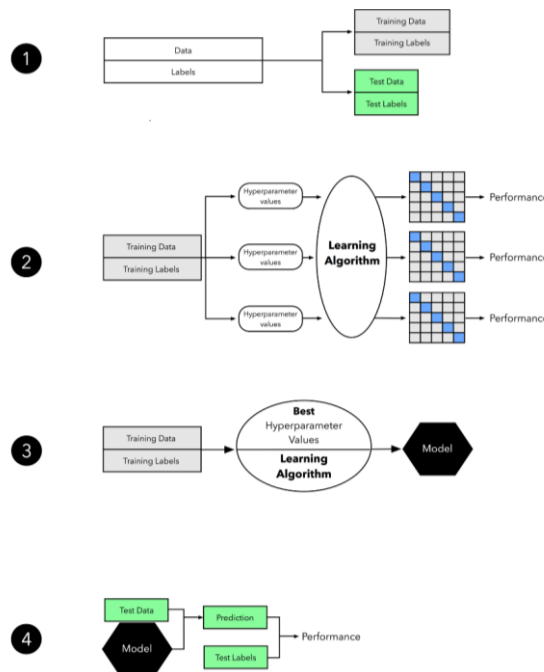 1
Data
Labels
Training Data
Training Labels
Test Data
Test Labels
2
Training Data
Training Labels
Hyperparameter
values
Hyperparameter
values
Hyperparameter
values
Learning
Algorithm
Performance
Performance
Performance
3
Training Data
Training Labels
Best
Hyperparameter
Values
Learning
Algorithm
Model
4
Test Data
Model
Prediction
Test Labels
Performance